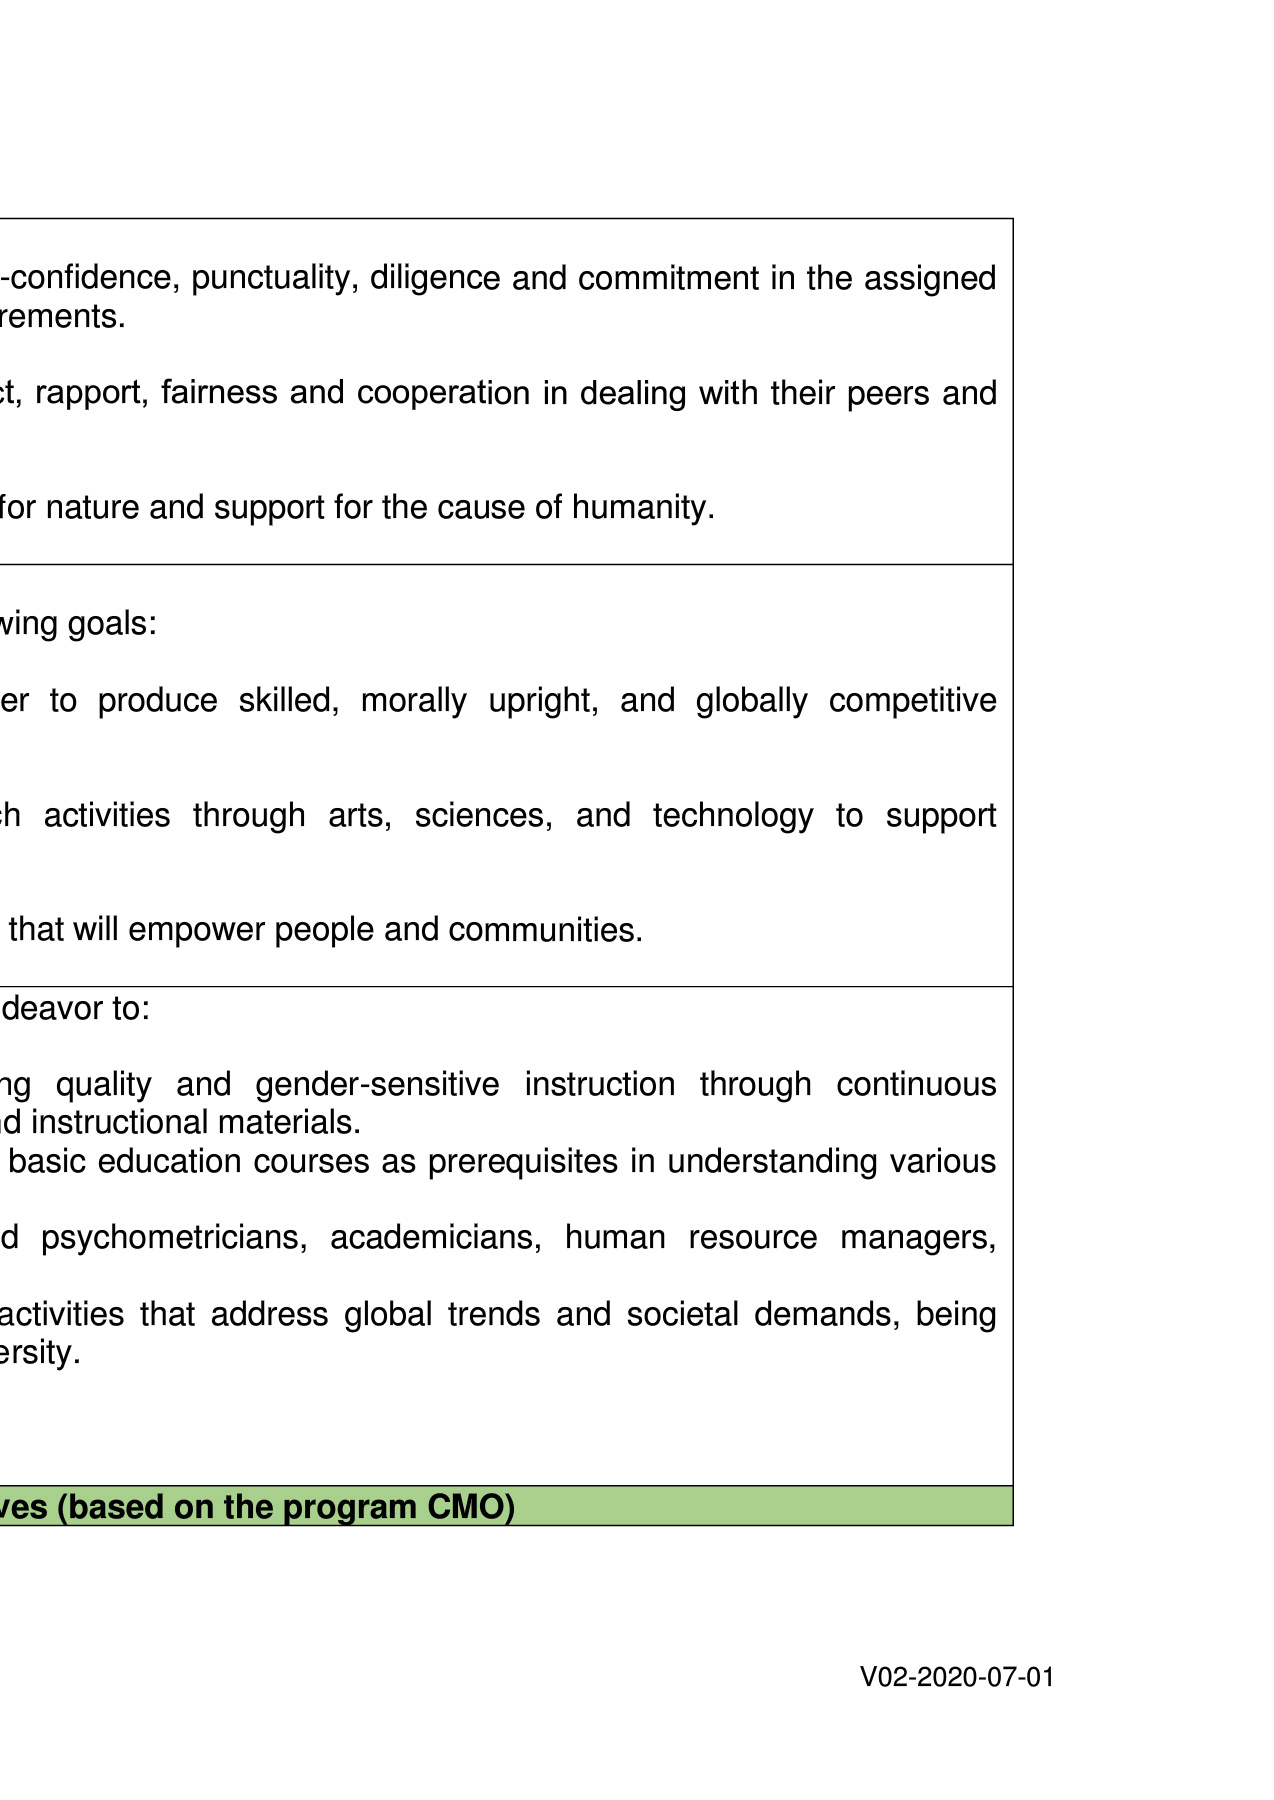 -confidence, punctuality, diligence and commitment in the assigned
rements.
ct, rapport, fairness and cooperation in dealing with their peers and
for nature and support for the cause of humanity.
wing goals:
er to produce skilled, morally upright, and globally competitive
ch activities through arts, sciences, and technology to support
that will empower people and communities.
deavor to:
ng quality and gender-sensitive instruction through continuous
nd instructional materials.
basic education courses as prerequisites in understanding various
d psychometricians, academicians, human resource managers,
activities that address global trends and societal demands, being
ersity.
ves (based on the program CMO)
V02-2020-07-01